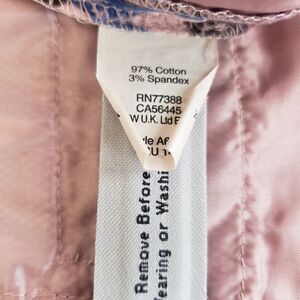 97% Cotton
3% Spandex
RN77388
CA56445
W U.K. Ltd
Remove Before
Wearing or Washi